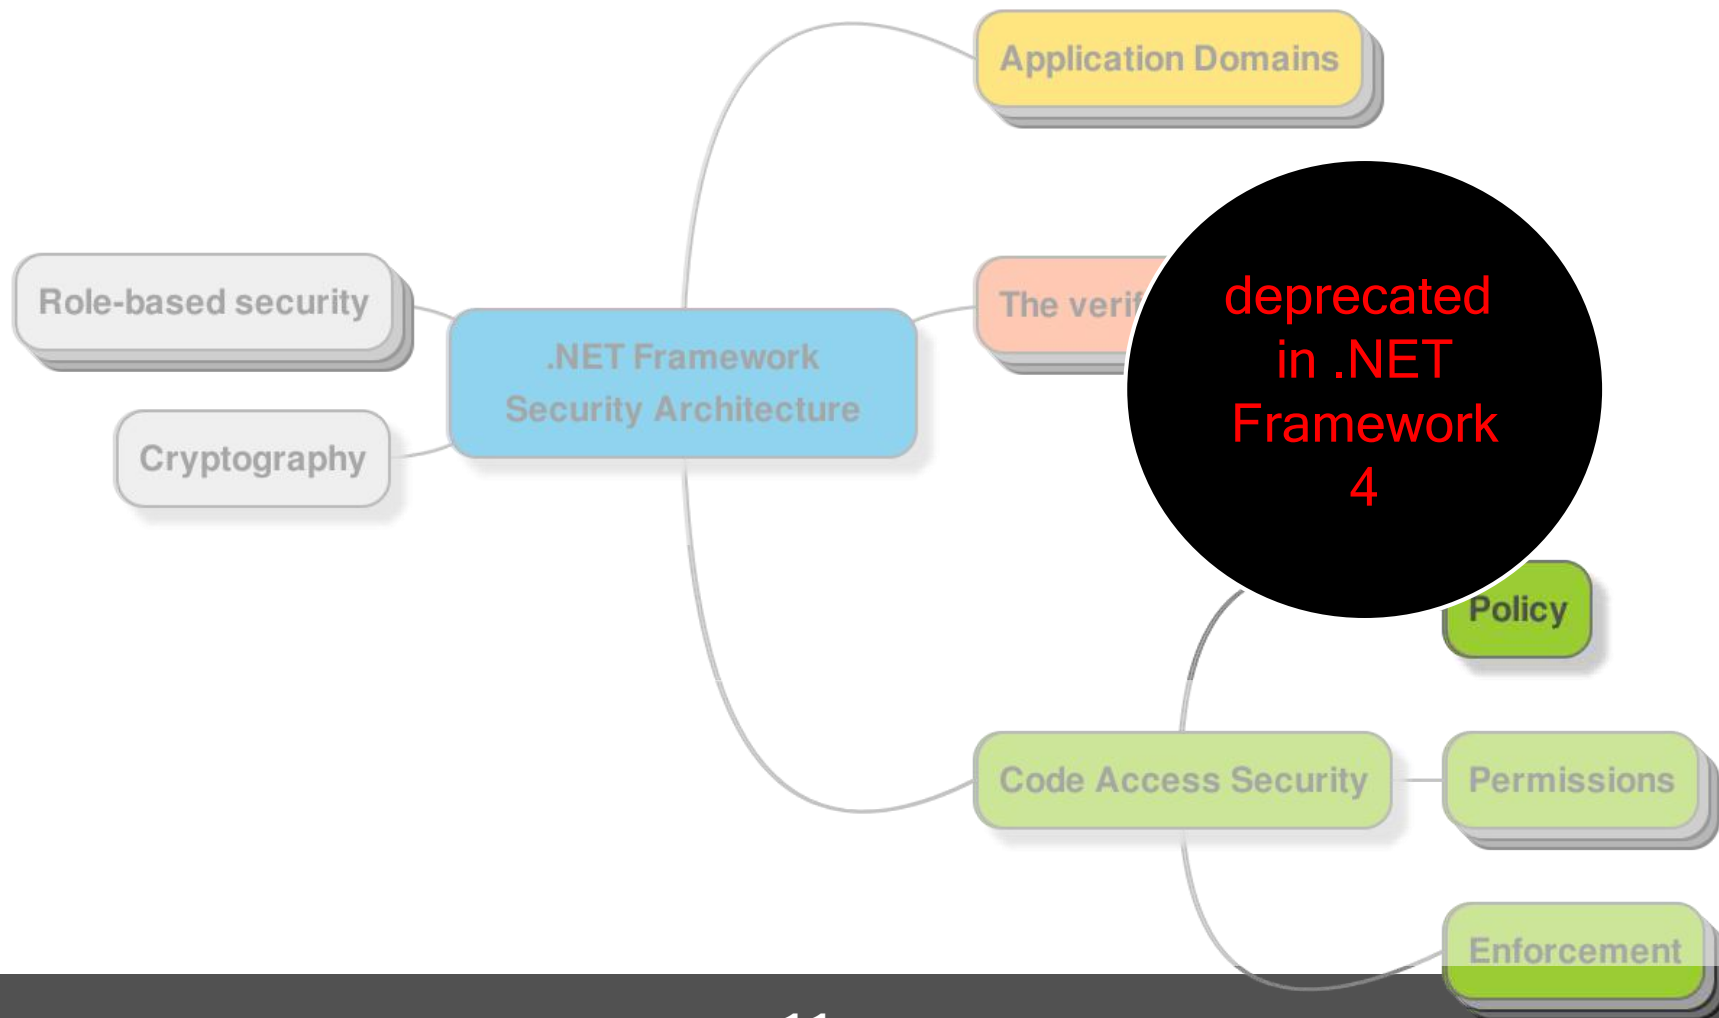 Application Domains
Role-based security
The verif
.NET Framework
Security Architecture
Cryptography
deprecated
in .NET
Framework
4
Policy
Code Access Security
Permissions
Enforcement